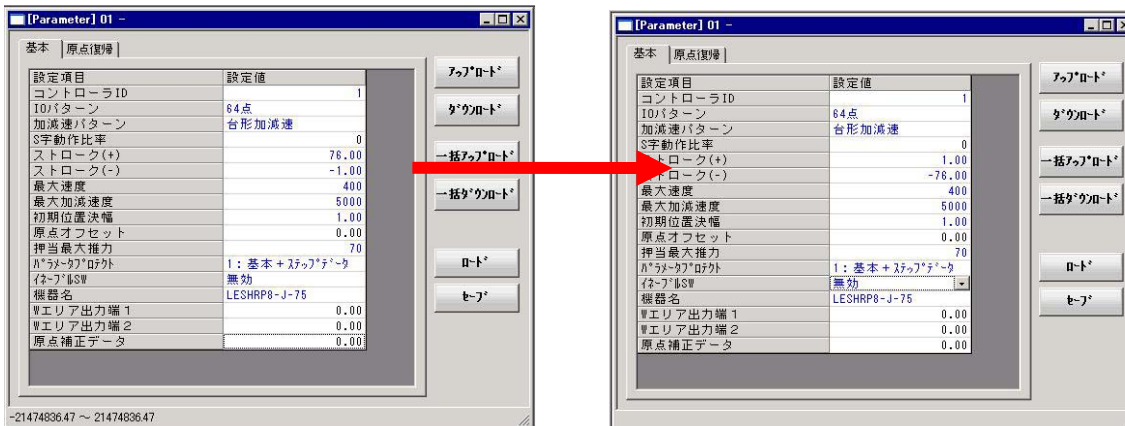 [Parameter] 01 -
基本 原点復帰
設定項目 設定値
コントローラID 1
IOパターン 64点
加減速パターン 台形加減速
S字動作比率 0
ストローク(+) 76.00
ストローク(-) -1.00
最大速度 400
最大加減速度 5000
初期位置決幅 1.00
原点オフセット 0.00
押当最大推力 70
ﾊﾟﾗﾒｰﾀﾌﾟﾛﾃｸﾄ 1：基本＋ｽﾃｯﾌﾟﾃﾞｰﾀ
ｲﾈｰﾌﾞﾙSW 無効
機器名 LESHRP8-J-75
Wエリア出力端１ 0.00
Wエリア出力端２ 0.00
原点補正データ 0.00
ｱｯﾌﾟﾛｰﾄﾞ
ﾀﾞｳﾝﾛｰﾄﾞ
一括ｱｯﾌﾟﾛｰﾄﾞ
一括ﾀﾞｳﾝﾛｰﾄﾞ
ﾛｰﾄﾞ
ｾｰﾌﾞ
-21474836.47 ～ 21474836.47
[Parameter] 01 -
基本 原点復帰
設定項目 設定値
コントローラID 1
IOパターン 64点
加減速パターン 台形加減速
S字動作比率 0
トローク(+) 1.00
トローク(-) -76.00
最大速度 400
最大加減速度 5000
初期位置決幅 1.00
原点オフセット 0.00
押当最大推力 70
ﾊﾟﾗﾒｰﾀﾌﾟﾛﾃｸﾄ 1：基本＋ｽﾃｯﾌﾟﾃﾞｰﾀ
ｲﾈｰﾌﾞﾙSW 無効
機器名 LESHRP8-J-75
Wエリア出力端１ 0.00
Wエリア出力端２ 0.00
原点補正データ 0.00
ｱｯﾌﾟﾛｰﾄﾞ
ﾀﾞｳﾝﾛｰﾄﾞ
一括ｱｯﾌﾟﾛｰﾄﾞ
一括ﾀﾞｳﾝﾛｰﾄﾞ
ﾛｰﾄﾞ
ｾｰﾌﾞ